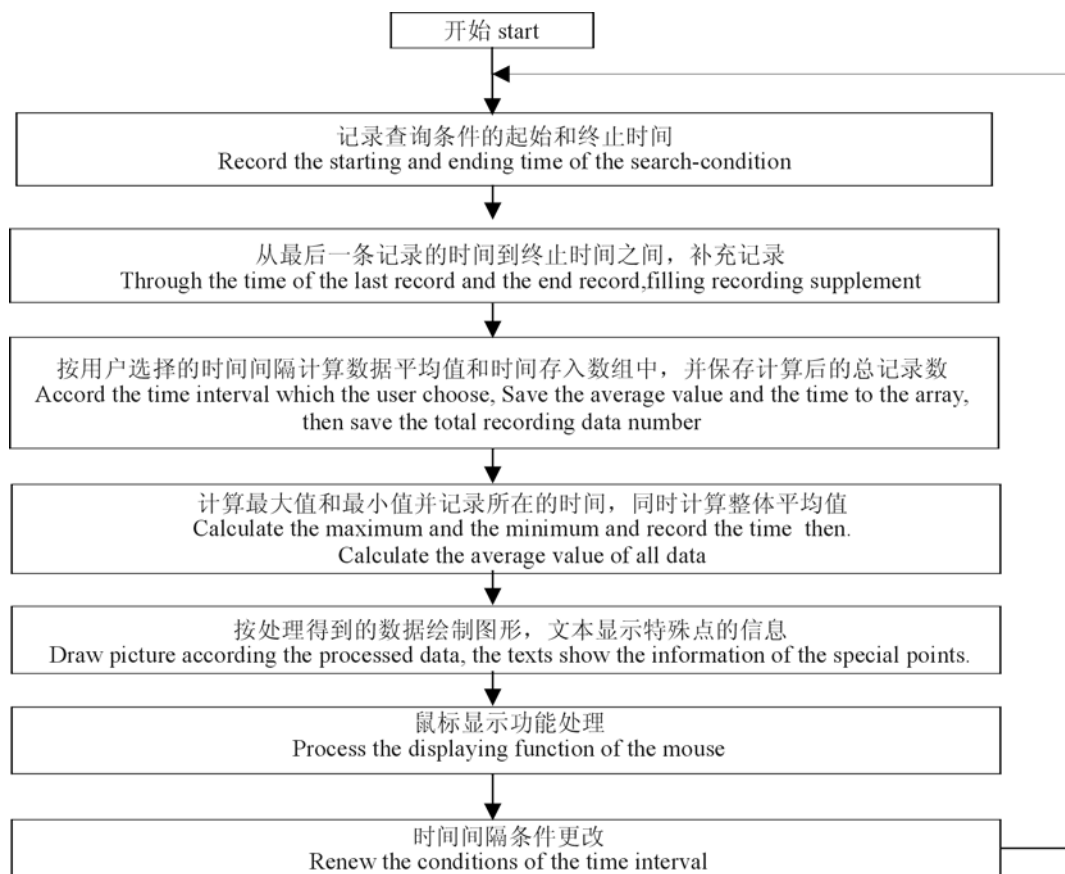 开始 start
记录查询条件的起始和终止时间
Record the starting and ending time of the search-condition
从最后一条记录的时间到终止时间之间，补充记录
Through the time of the last record and the end record,filling recording supplement
按用户选择的时间间隔计算数据平均值和时间存入数组中，并保存计算后的总记录数
Accord the time interval which the user choose, Save the average value and the time to the array,
then save the total recording data number
计算最大值和最小值并记录所在的时间，同时计算整体平均值
Calculate the maximum and the minimum and record the time then.
Calculate the average value of all data
按处理得到的数据绘制图形，文本显示特殊点的信息
Draw picture according the processed data, the texts show the information of the special points.
鼠标显示功能处理
Process the displaying function of the mouse
时间间隔条件更改
Renew the conditions of the time interval